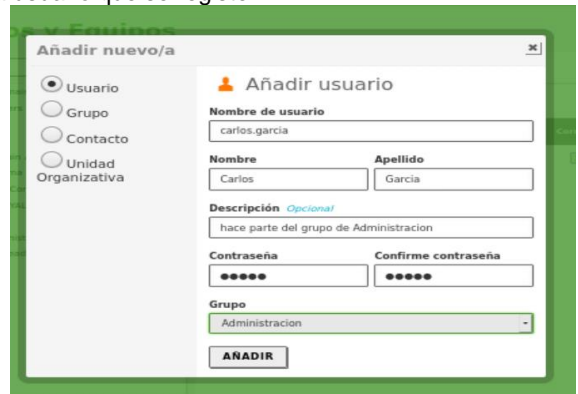 s y Equipos
Añadir nuevo/a
Usuario
Grupo
Contacto
Unidad
Organizativa
Añadir usuario
Nombre de usuario
carlos.garcia
Nombre Apellido
Carlos Garcia
Descripción Opcional
hace parte del grupo de Administracion
Contraseña Confirme contraseña
●●●●● ●●●●●
Grupo
Administracion
AÑADIR